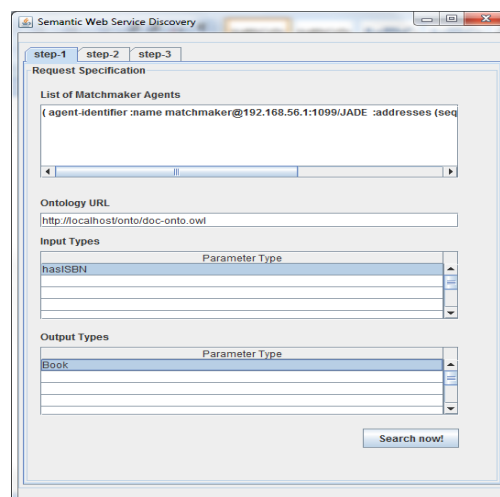 Semantic Web Service Discovery
step-1 step-2 step-3
Request Specification
List of Matchmaker Agents
( agent-identifier :name matchmaker@192.168.56.1:1099/JADE :addresses (seq
Ontology URL
http://localhost/onto/doc-onto.owl
Input Types
Parameter Type
hasISBN
Output Types
Parameter Type
Book
Search now!